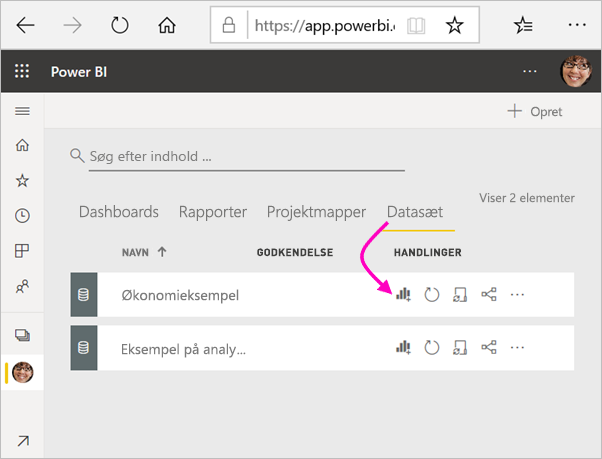 https://app.powerbi.
Power BI
Opret
Søg efter indhold ...
Viser 2 elementer
Dashboards Rapporter Projektmapper Datasæt
NAVN GODKENDELSE HANDLINGER
Økonomieksempel
Eksempel på analy...